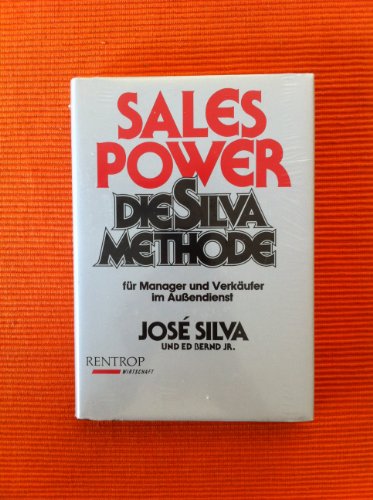 SALES
POWER
DIE SILVA
METHODE
für Manager und Verkäufer
im Außendienst
JOSÉ SILVA
UND ED BERND JR.
RENTROP
WIRTSCHAFT